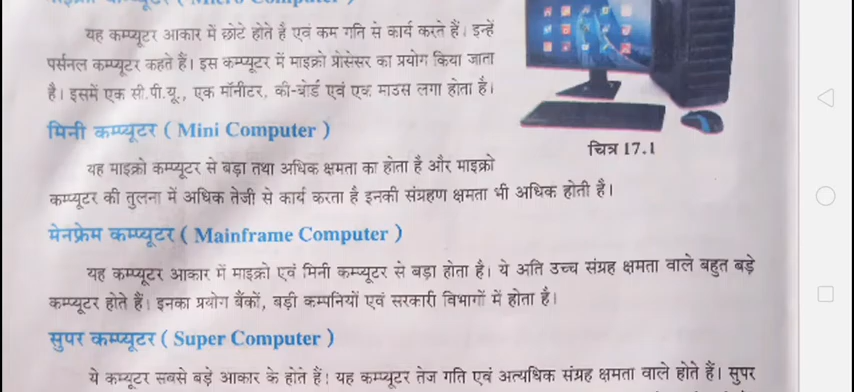 माइक्रो कम्प्यूटर ( Micro Computer )
यह कम्प्यूटर आकार में छोटे होते है एवं कम गति से कार्य करते हैं। इन्हें
पर्सनल कम्प्यूटर कहते हैं। इस कम्प्यूटर में माइक्रो प्रोसेसर का प्रयोग किया जाता
है। इसमें एक सी.पी.यू., एक मॉनीटर, की-बोर्ड एवं एक माउस लगा होता है।
चित्र 17.1
मिनी कम्प्यूटर ( Mini Computer )
यह माइक्रो कम्प्यूटर से बड़ा तथा अधिक क्षमता का होता है और माइक्रो
कम्प्यूटर की तुलना में अधिक तेजी से कार्य करता है इनकी संग्रहण क्षमता भी अधिक होती है।
मेनफ्रेम कम्प्यूटर ( Mainframe Computer )
यह कम्प्यूटर आकार में माइक्रो एवं मिनी कम्प्यूटर से बड़ा होता है। ये अति उच्च संग्रह क्षमता वाले बहुत बड़े
कम्प्यूटर होते हैं। इनका प्रयोग बैंकों, बड़ी कम्पनियों एवं सरकारी विभागों में होता है।
सुपर कम्प्यूटर ( Super Computer )
ये कम्प्यूटर सबसे बड़े आकार के होते हैं। यह कम्प्यूटर तेज गति एवं अत्यधिक संग्रह क्षमता वाले होते हैं। सुपर